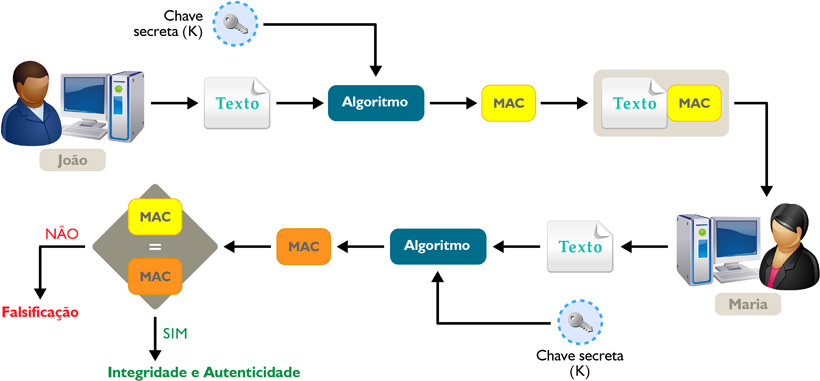 Chave
secreta (K)
Texto
Algoritmo
MAC
Texto
MAC
João
MAC
=
MAC
NÃO
MAC
Algoritmo
Texto
Maria
Falsificação
SIM
Chave secreta
(K)
Integridade e Autenticidade